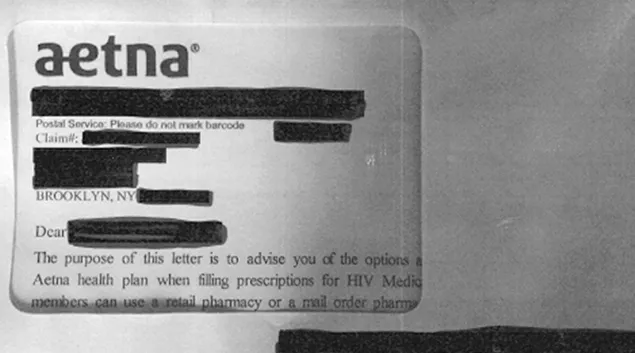 aetna®
Postal Service: Please do not mark barcode
Claim#:
BROOKLYN, NY
Dear
The purpose of this letter is to advise you of the options a
Aetna health plan when filling prescriptions for HIV Medic
members can use a retail pharmacy or a mail order pharma